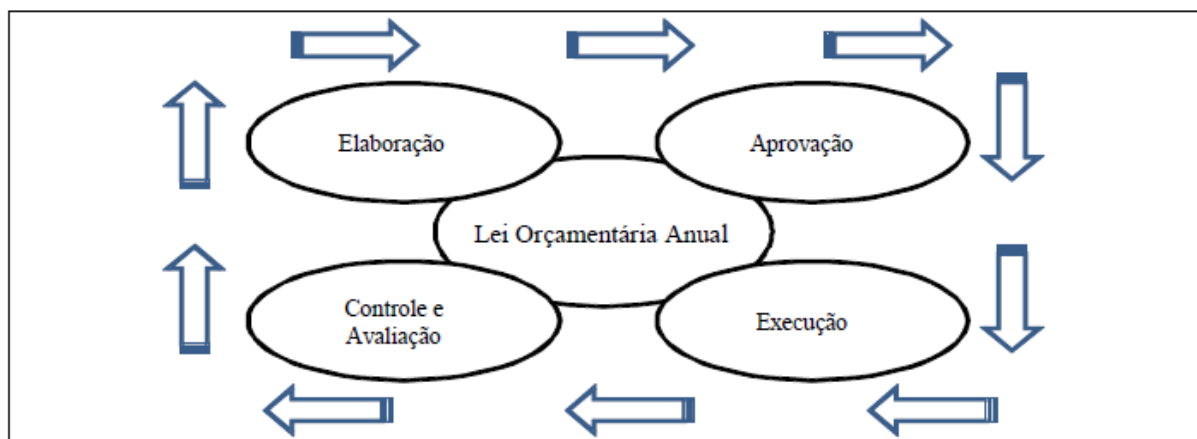 Elaboração
Aprovação
Lei Orçamentária Anual
Controle e
Avaliação
Execução